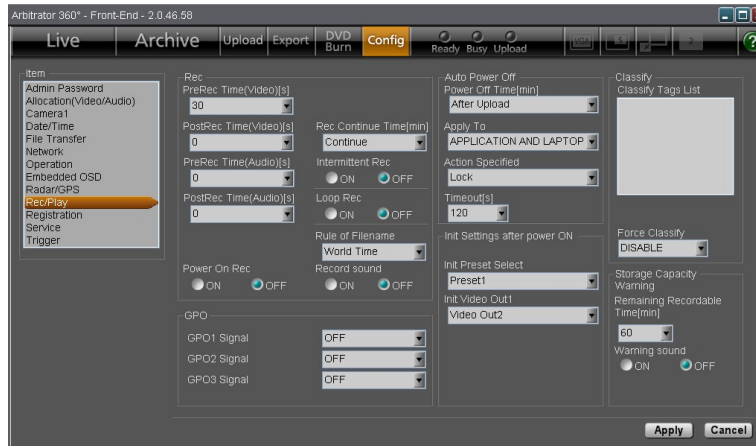 Arbitrator 360° - Front-End - 2.0.46.58
Live
Archive
Upload
Export
DVD Burn
Config
Ready Busy Upload
VGA
S
2
?
Item
Admin Password
Allocation(Video/Audio)
Camera1
Date/Time
File Transfer
Network
Operation
Embedded OSD
Radar/GPS
Rec/Play
Registration
Service
Trigger
Rec
PreRec Time(Video)[s]
30
PostRec Time(Video)[s]
0
PreRec Time(Audio)[s]
0
PostRec Time(Audio)[s]
0
Power On Rec
ON OFF
Rec Continue Time[min]
Continue
Intermittent Rec
ON OFF
Loop Rec
ON OFF
Rule of Filename
World Time
Record sound
ON OFF
GPO
GPO1 Signal OFF
GPO2 Signal OFF
GPO3 Signal OFF
Auto Power Off
Power Off Time[min]
After Upload
Apply To
APPLICATION AND LAPTOP
Action Specified
Lock
Timeout[s]
120
Init Settings after power ON
Init Preset Select
Preset1
Init Video Out1
Video Out2
Classify
Classify Tags List
Force Classify
DISABLE
Storage Capacity
Warning
Remaining Recordable
Time[min]
60
Warning sound
ON OFF
Apply
Cancel